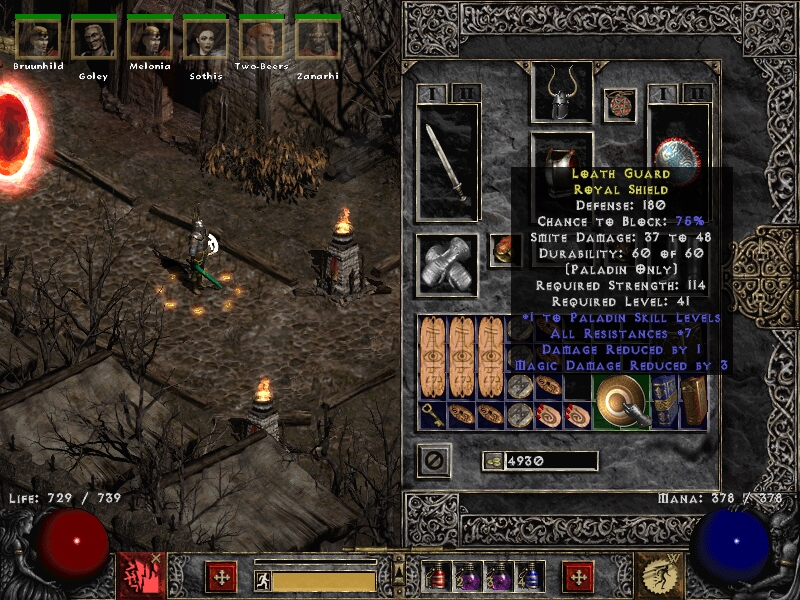 Bruunhild
Goley
Melonia
Sothis
Two-Beers
Zanarhi
I
II
I
II
Loath Guard
Royal Shield
Defense: 180
Chance to Block: 75%
Smite Damage: 37 to 48
Durability: 60 of 60
(Paladin Only)
Required Strength: 114
Required Level: 41
+1 to Paladin Skill Levels
All Resistances +7
Damage Reduced by 1
Magic Damage Reduced by 3
4930
Life: 729 / 739
Mana: 378 / 378